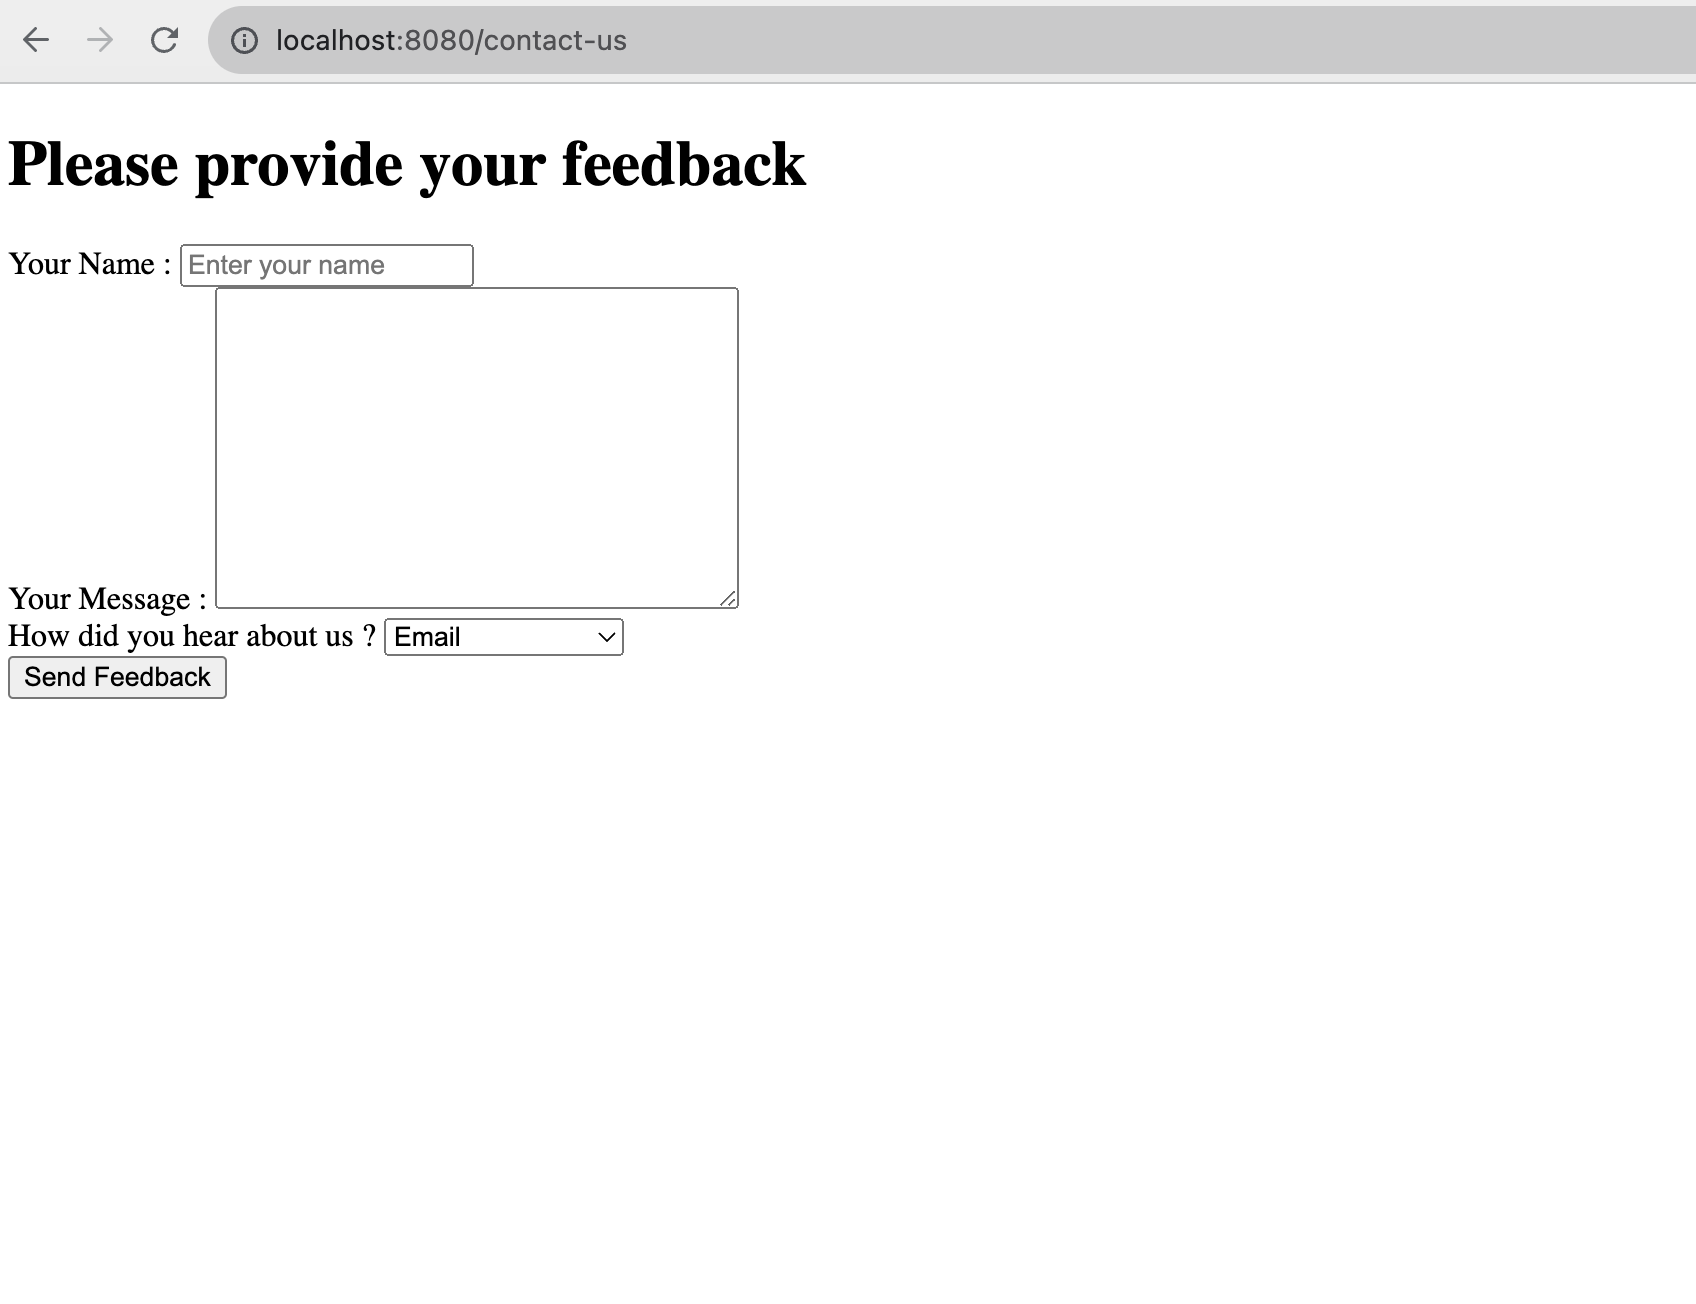 localhost:8080/contact-us
Please provide your feedback
Your Name : Enter your name
Your Message :
How did you hear about us ? Email
Send Feedback